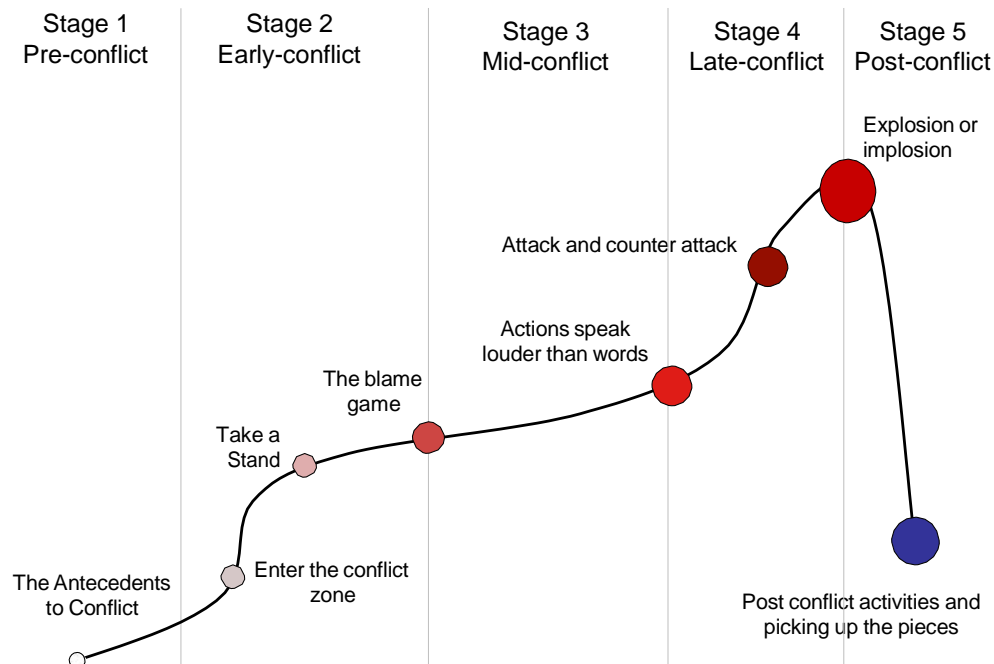 Stage 1
Pre-conflict
Stage 2
Early-conflict
Stage 3
Mid-conflict
Stage 4
Late-conflict
Stage 5
Post-conflict
Explosion or
implosion
Attack and counter attack
Actions speak
louder than words
The blame
game
Take a
Stand
Enter the conflict
zone
The Antecedents
to Conflict
Post conflict activities and
picking up the pieces